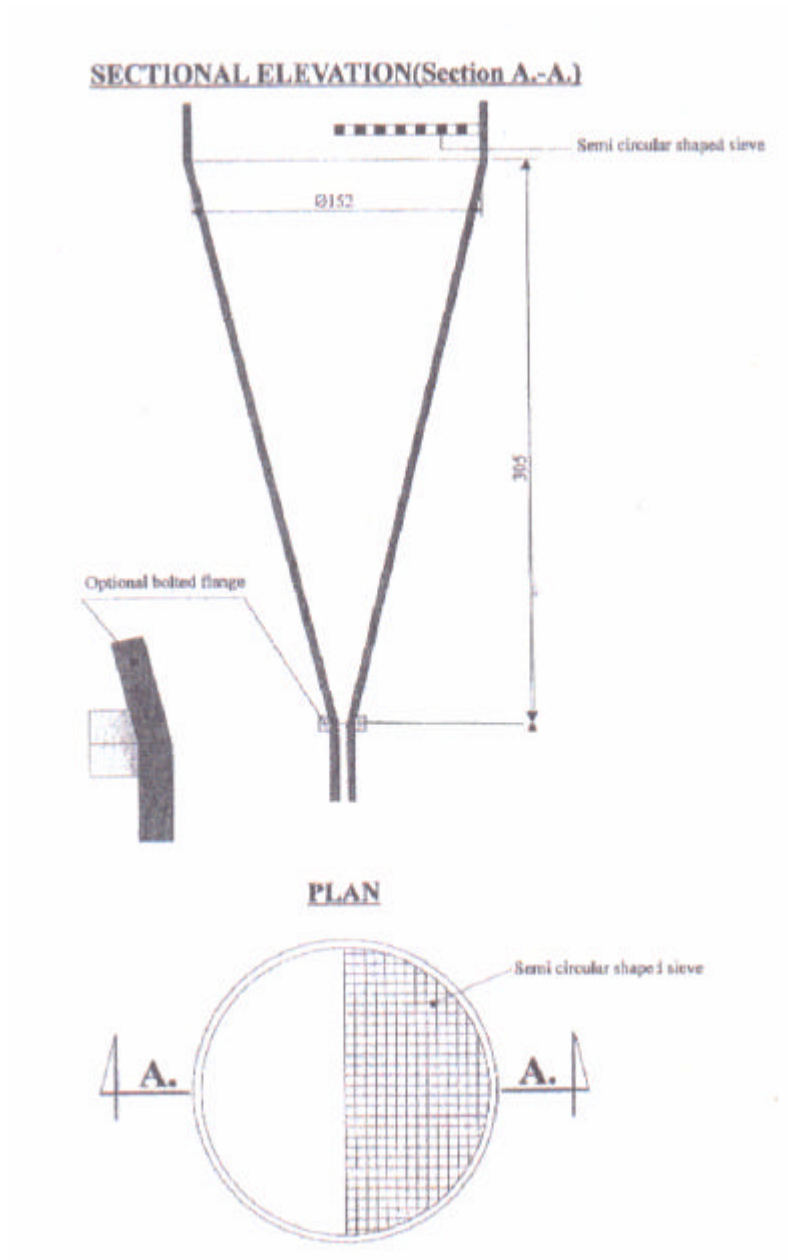 SECTIONAL ELEVATION(Section A.-A.)
Semi circular shaped sieve
Ø152
305
Optional bolted flange
PLAN
Semi circular shaped sieve
A.
A.